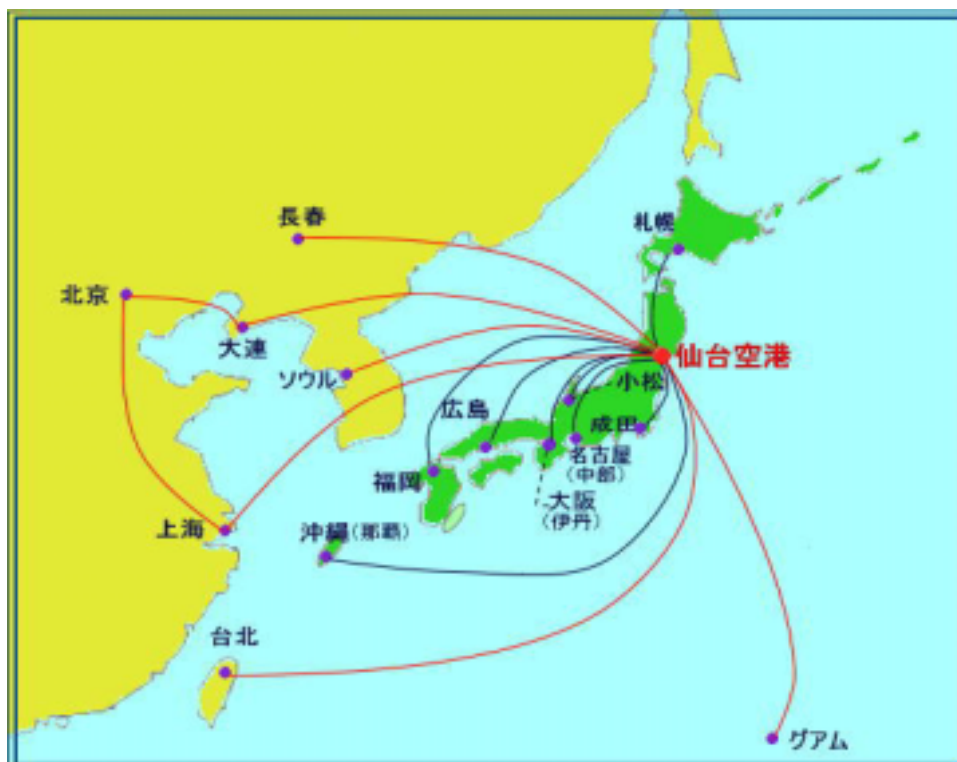 長春
札幌
北京
大連
仙台空港
ソウル
小松
広島
成田
名古屋
(中部)
福岡
大阪
(伊丹)
上海
沖縄(那覇)
台北
グアム